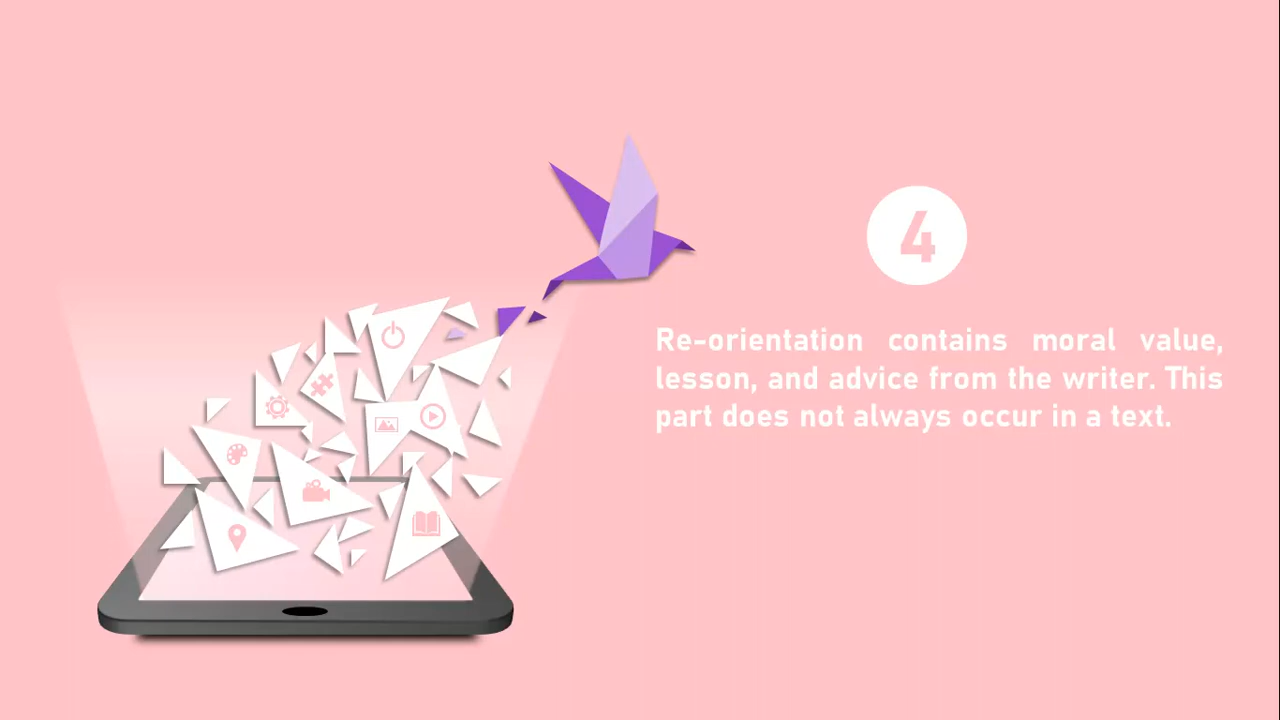 4
Re-orientation contains moral value,
lesson, and advice from the writer. This
part does not always occur in a text.